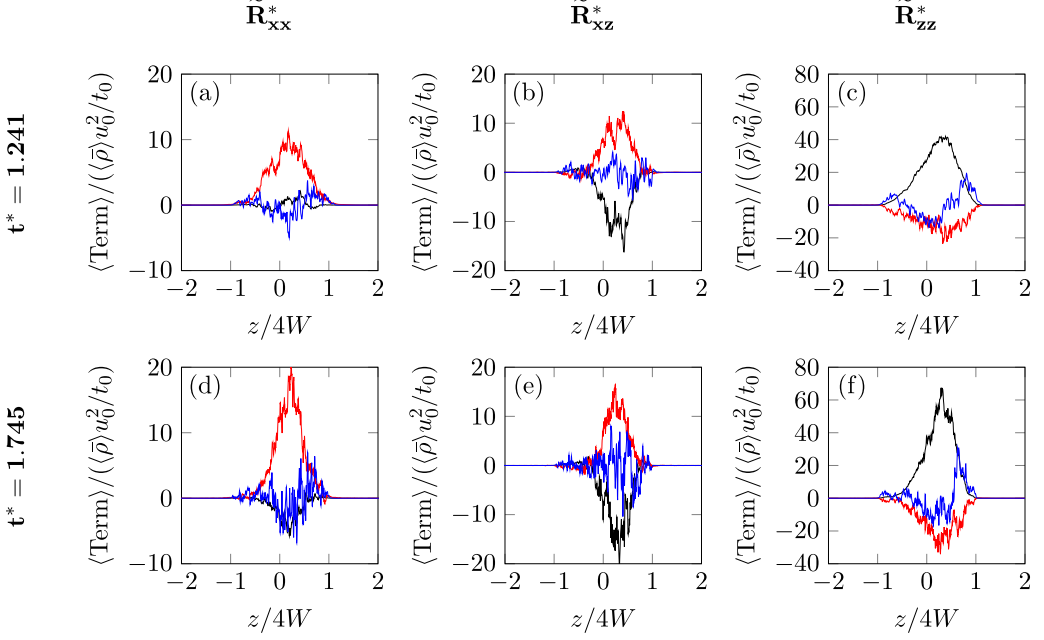 R*xx R*xz R*zz
t* = 1.241
⟨Term⟩/(⟨ρ̄⟩u₀²/t₀) 20 10 0 −10 (a) −2 −1 0 1 2 z/4W
⟨Term⟩/(⟨ρ̄⟩u₀²/t₀) 20 10 0 −10 −20 (b) −2 −1 0 1 2 z/4W
⟨Term⟩/(⟨ρ̄⟩u₀²/t₀) 80 60 40 20 0 −20 −40 (c) −2 −1 0 1 2 z/4W
t* = 1.745
⟨Term⟩/(⟨ρ̄⟩u₀²/t₀) 20 10 0 −10 (d) −2 −1 0 1 2 z/4W
⟨Term⟩/(⟨ρ̄⟩u₀²/t₀) 20 10 0 −10 −20 (e) −2 −1 0 1 2 z/4W
⟨Term⟩/(⟨ρ̄⟩u₀²/t₀) 80 60 40 20 0 −20 −40 (f) −2 −1 0 1 2 z/4W